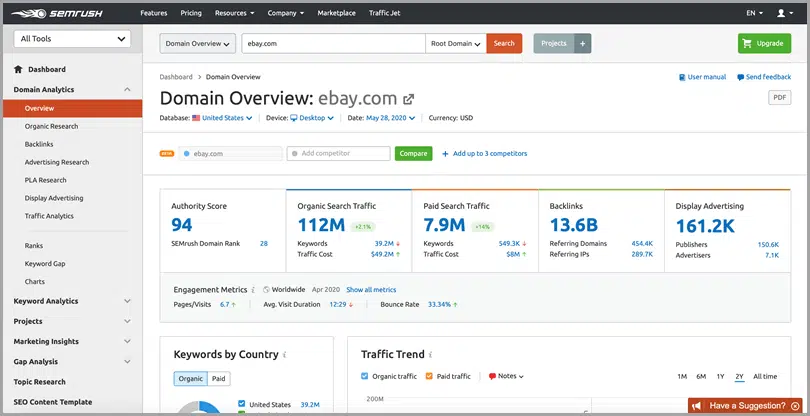 SEMRUSH Features Pricing Resources Company Marketplace Traffic Jet EN
All Tools
Domain Overview ebay.com Root Domain Search Projects + Upgrade
Dashboard
Domain Analytics
Overview
Organic Research
Backlinks
Advertising Research
PLA Research
Display Advertising
Traffic Analytics
Ranks
Keyword Gap
Charts
Keyword Analytics
Projects
Marketing Insights
Gap Analysis
Topic Research
SEO Content Template
Dashboard > Domain Overview User manual Send feedback
Domain Overview: ebay.com PDF
Database: United States Device: Desktop Date: May 28, 2020 Currency: USD
BETA ebay.com Add competitor Compare + Add up to 3 competitors
Authority Score
94
SEMrush Domain Rank 28
Organic Search Traffic
112M +2.1%
Keywords 39.2M ↓
Traffic Cost $49.2M ↑
Paid Search Traffic
7.9M +14%
Keywords 549.3K ↓
Traffic Cost $8M ↑
Backlinks
13.6B
Referring Domains 454.4K
Referring IPs 289.7K
Display Advertising
161.2K
Publishers 150.6K
Advertisers 7.1K
Engagement Metrics i Worldwide Apr 2020 Show all metrics
Pages/Visits 6.7 ↑ Avg. Visit Duration 12:29 ↓ Bounce Rate 33.34% ↑
Keywords by Country i
Organic Paid
United States 39.2M
Traffic Trend i
Organic traffic Paid traffic Notes 1M 6M 1Y 2Y All time
200M
Have a Suggestion?